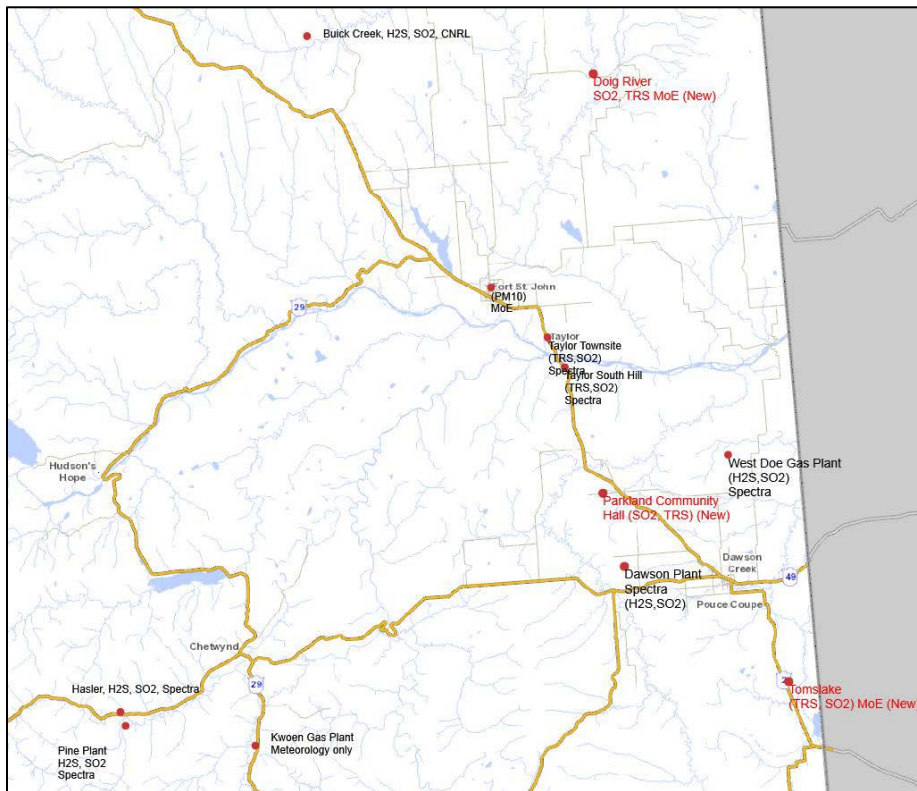 Buick Creek, H2S, SO2, CNRL
Doig River
SO2, TRS MoE (New)
Fort St. John
(PM10)
MoE
29
Taylor
Taylor Townsite
(TRS,SO2)
Spectra
Taylor South Hill
(TRS,SO2)
Spectra
Hudson's
Hope
West Doe Gas Plant
(H2S,SO2)
Spectra
Parkland Community
Hall (SO2, TRS) (New)
Dawson
Creek
Dawson Plant
Spectra
(H2S,SO2)
49
Pouce Coupe
Chetwynd
29
Hasler, H2S, SO2, Spectra
Tomslake
(TRS, SO2) MoE (New
Kwoen Gas Plant
Meteorology only
Pine Plant
H2S, SO2
Spectra